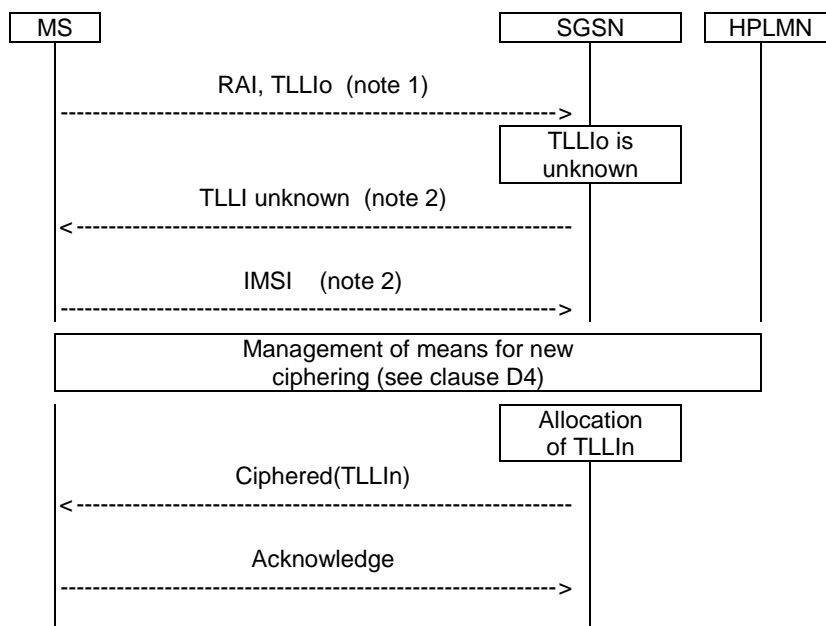 MS
SGSN
HPLMN
RAI, TLLIo (note 1)
TLLIo is
unknown
TLLI unknown (note 2)
IMSI (note 2)
Management of means for new
ciphering (see clause D4)
Allocation
of TLLIn
Ciphered(TLLIn)
Acknowledge